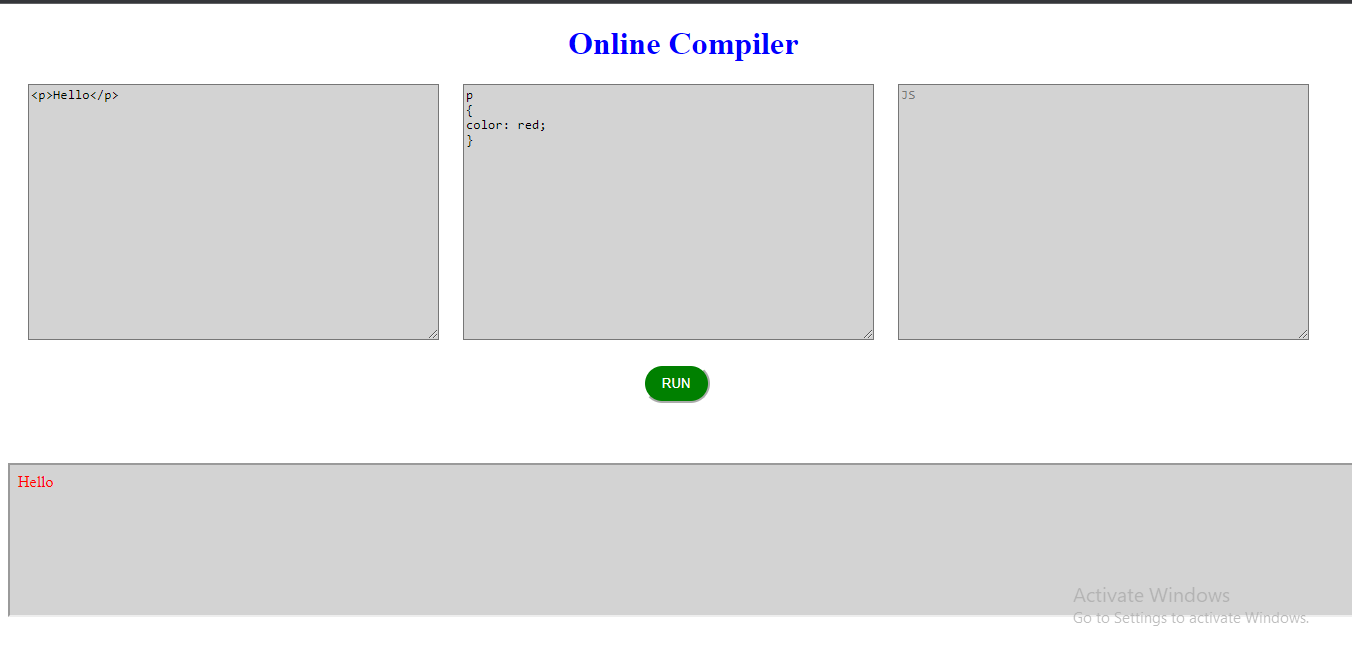 Online Compiler
<p>Hello</p>
p
{
color: red;
}
JS
RUN
Hello
Activate Windows
Go to Settings to activate Windows.